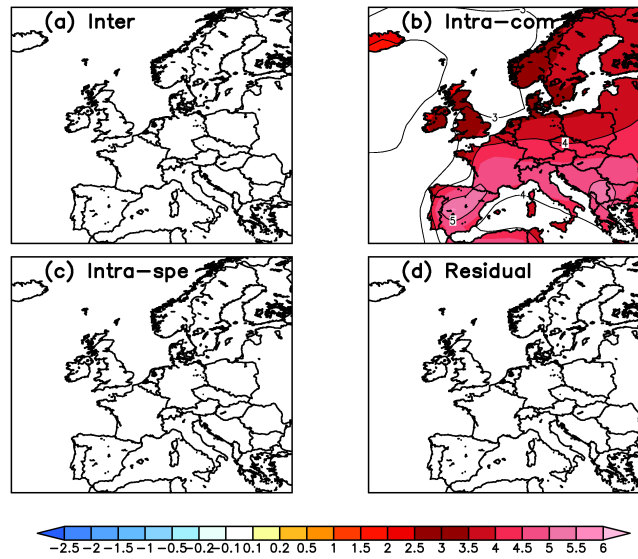 (a) Inter
(b) Intra-com
3
3
4
4
5
(c) Intra-spe
(d) Residual
-2.5 -2 -1.5 -1 -0.5 -0.2 -0.1 0.1 0.2 0.5 1 1.5 2 2.5 3 3.5 4 4.5 5 5.5 6